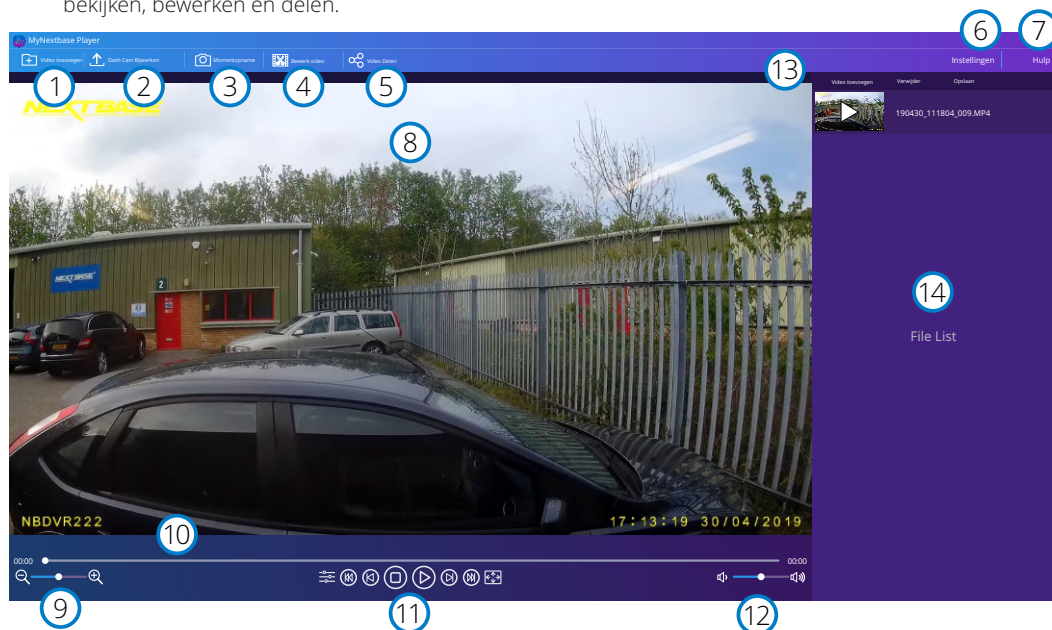 bekijken, bewerken en delen.
6
7
MyNextbase Player
Video toevoegen
Dash Cam Bijwerken
Momentopname
Bewerk video
Video Delen
Instellingen
Hulp
1
2
3
4
5
13
Video toevoegen
Verwijder
Opslaan
NEXTBASE
190430_111804_009.MP4
8
NEXTBASE
2
14
File List
NBDVR222
17:13:19 30/04/2019
10
00:00
00:00
9
11
12